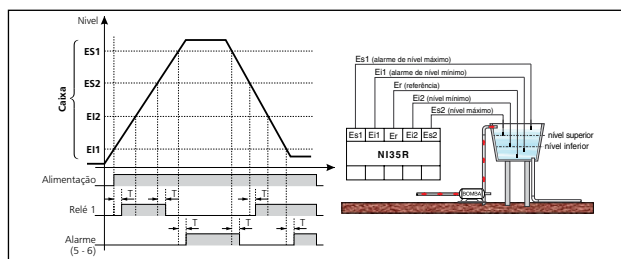 Nível
Caixa
ES1
ES2
EI2
EI1
Alimentação
Relé 1
Alarme
(5 - 6)
T
T
T
T
T
T
Es1 (alarme de nível máximo)
Ei1 (alarme de nível mínimo)
Er (referência)
Ei2 (nível mínimo)
Es2 (nível máximo)
Es1 Ei1 Er Ei2 Es2
NI35R
nível superior
nível inferior
BOMBA